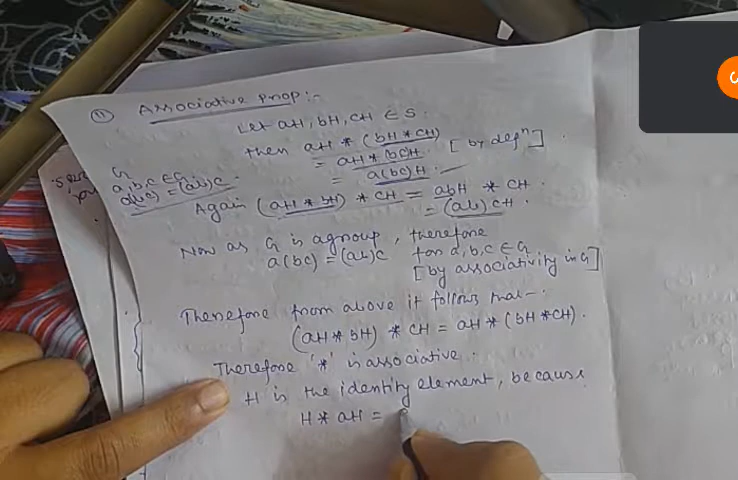 (ii) Associative Prop:-
Let aH, bH, cH ∈ S.
then aH * (bH * cH)
= aH * bcH [by defⁿ].
= a(bc)H.
G
a,b,c ∈ G
a(bc) = (ab)c.
Again (aH * bH) * cH = abH * cH.
= (ab)cH.
Now as G is a group, therefore
a(bc) = (ab)c for a,b,c ∈ G
[by associativity in G]
Therefore from above it follows that -.
(aH * bH) * cH = aH * (bH * cH).
Therefore '*' is associative.
H is the identity element, because
H * aH =